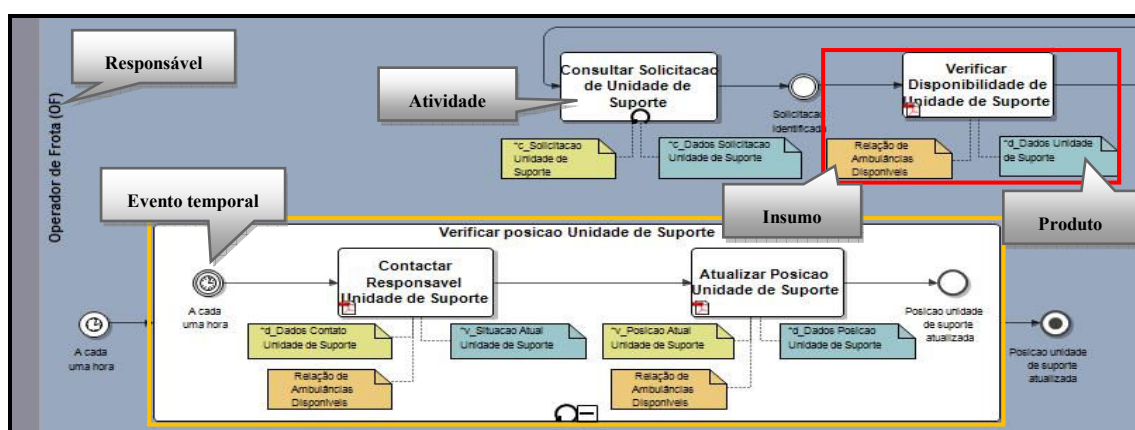 Responsável
Operador de Frota (OF)
Atividade
Consultar Solicitacao
de Unidade de
Suporte
Solicitacao
identificada
Verificar
Disponibilidade de
Unidade de Suporte
^c_Solicitacao
Unidade de
Suporte
^c_Dados Solicitacao
Unidade de Suporte
Relação de
Ambulâncias
Disponíveis
^d_Dados Unidade
de Suporte
Evento temporal
Insumo
Produto
Verificar posicao Unidade de Suporte
A cada
uma hora
A cada
uma hora
Contactar
Responsavel
Unidade de Suporte
Atualizar Posicao
Unidade de Suporte
Posicao unidade
de suporte
atualizada
Posicao unidade
de suporte
atualizada
^d_Dados Contato
Unidade de Suporte
^v_Situacao Atual
Unidade de Suporte
^v_Posicao Atual
Unidade de Suporte
^d_Dados Posicao
Unidade de Suporte
Relação de
Ambulâncias
Disponíveis
Relação de
Ambulâncias
Disponíveis